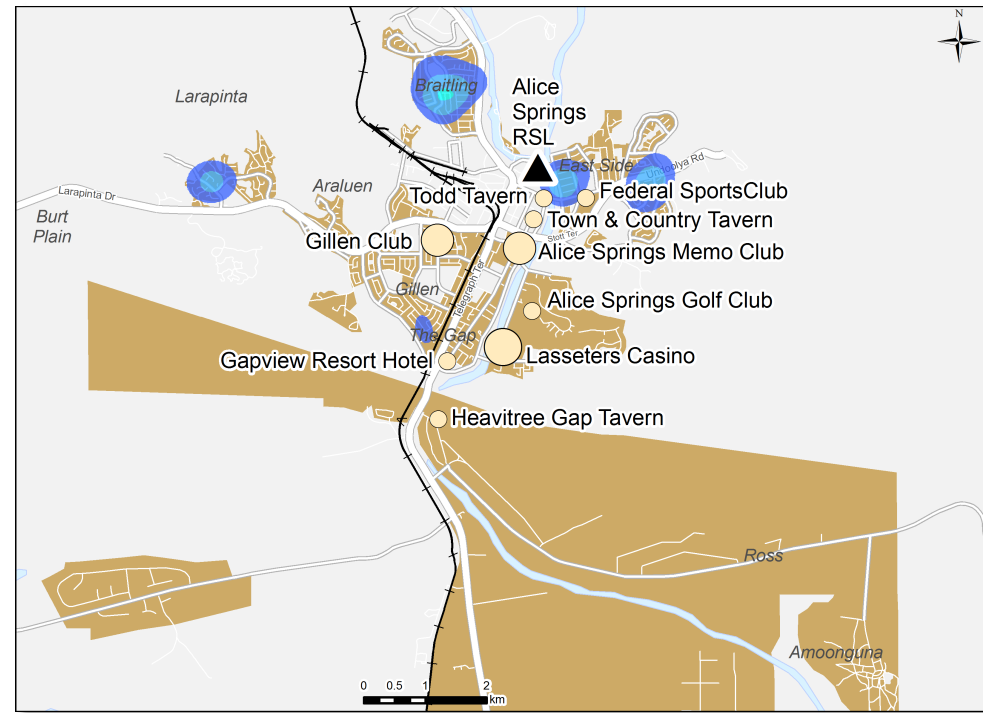 N
Braitling
Larapinta
Alice
Springs
RSL
East Side
Undoolya Rd
Larapinta Dr
Araluen
Todd Tavern
Federal SportsClub
Burt
Plain
Town & Country Tavern
Stott Ter
Gillen Club
Alice Springs Memo Club
Telegraph Ter
Gillen
Alice Springs Golf Club
The Gap
Gapview Resort Hotel
Lasseters Casino
Heavitree Gap Tavern
Ross
Amoonguna
0 0.5 1 2
km